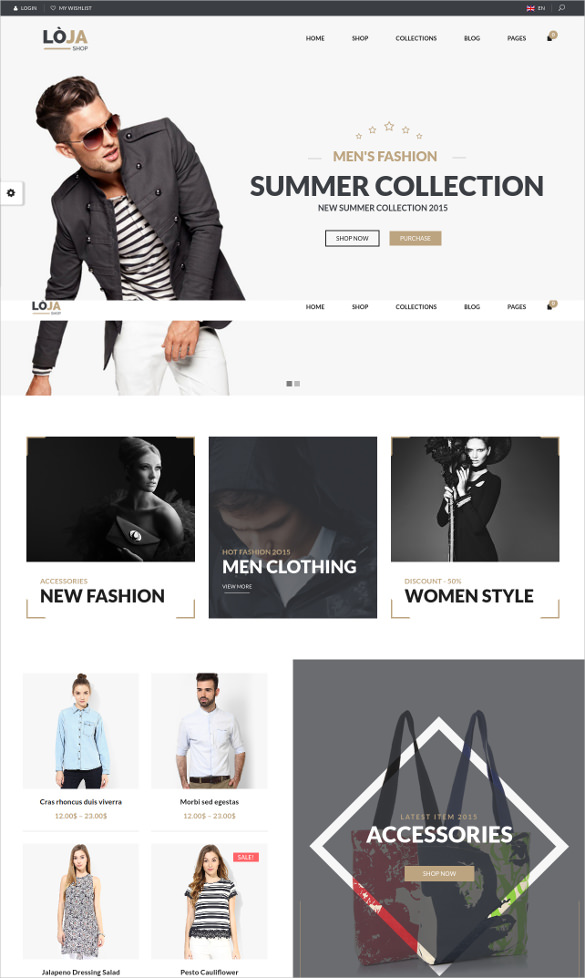 LOGIN MY WISHLIST EN
LÒJA
SHOP
HOME SHOP COLLECTIONS BLOG PAGES 0
MEN'S FASHION
SUMMER COLLECTION
NEW SUMMER COLLECTION 2015
SHOP NOW PURCHASE
LÒJA
SHOP
HOME SHOP COLLECTIONS BLOG PAGES 0
ACCESSORIES
NEW FASHION
HOT FASHION 2015
MEN CLOTHING
VIEW MORE
DISCOUNT - 50%
WOMEN STYLE
Cras rhoncus duis viverra
12.00$ – 23.00$
Morbi sed egestas
12.00$ – 23.00$
SALE!
Jalapeno Dressing Salad
Pasta Cauliflower
LATEST ITEM 2015
ACCESSORIES
SHOP NOW